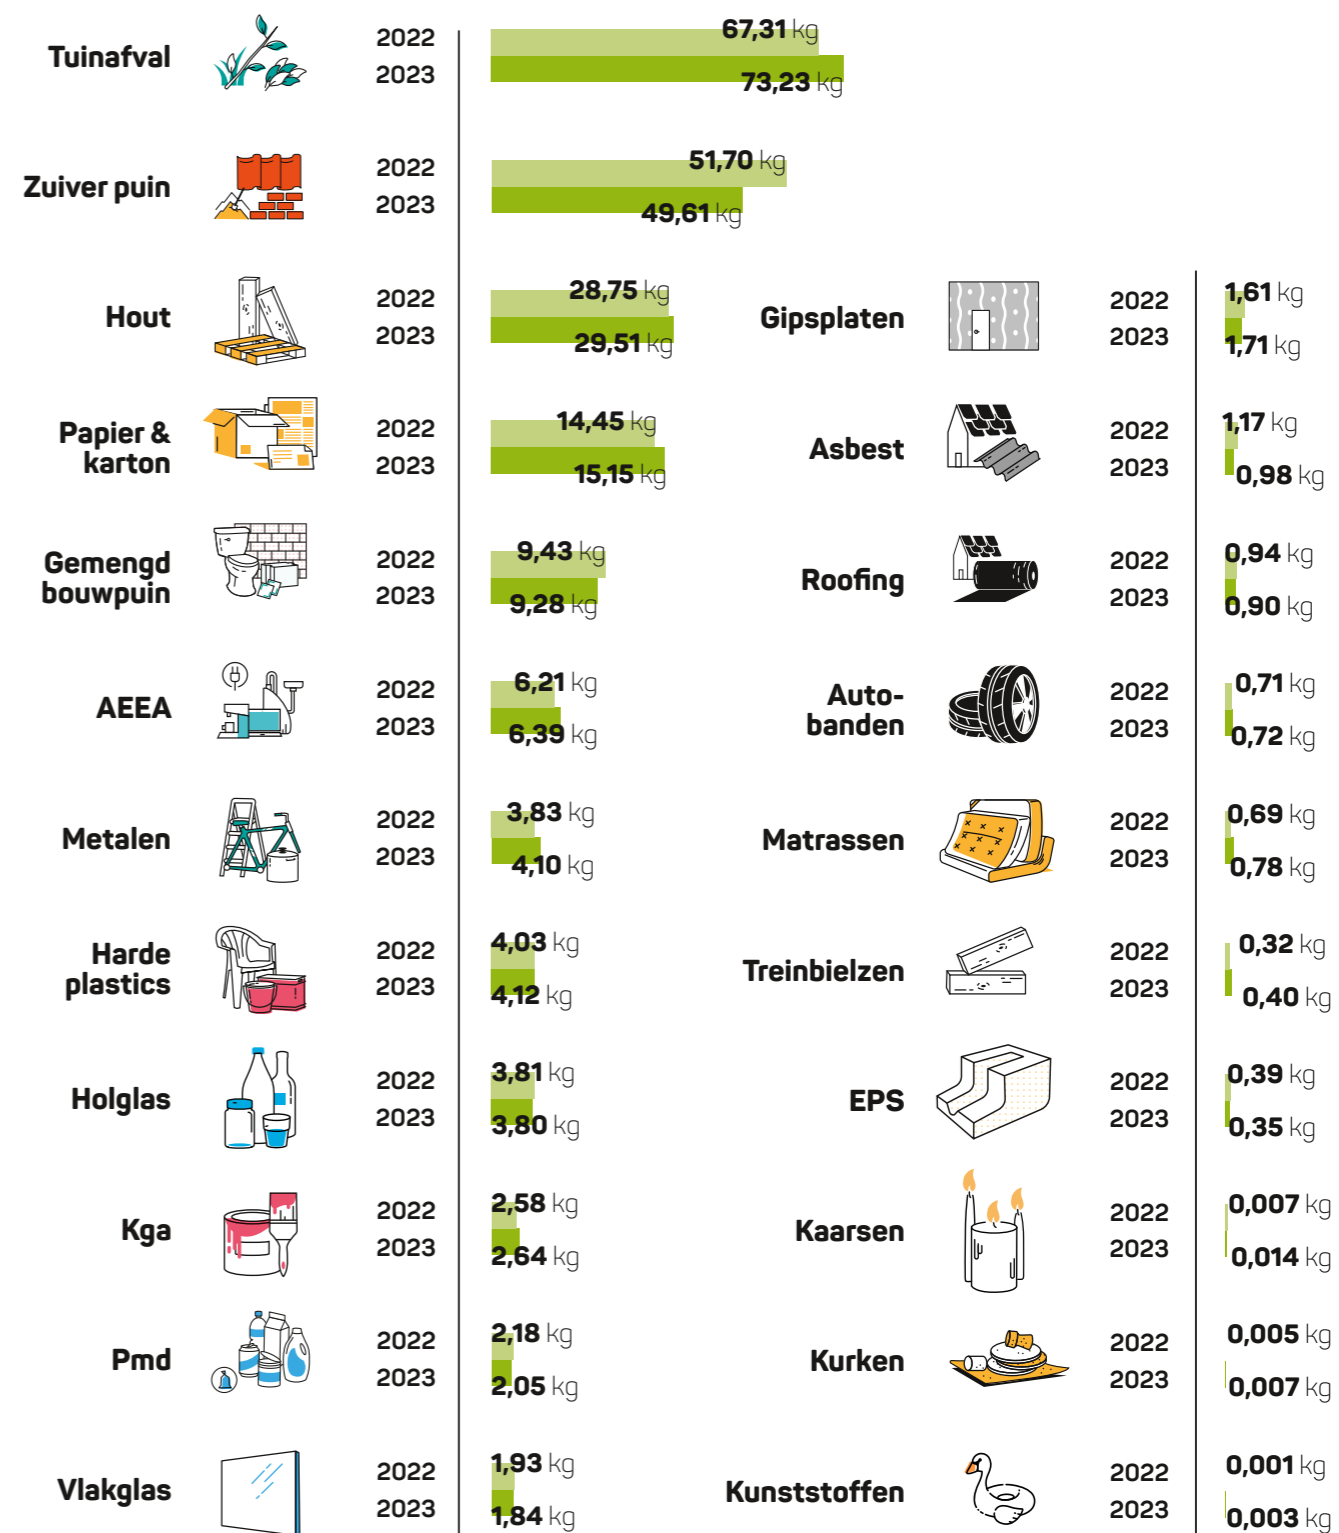 Tuinafval
2022
67,31 kg
2023
73,23 kg
Zuiver puin
2022
51,70 kg
2023
49,61 kg
Hout
2022
28,75 kg
2023
29,51 kg
Papier &
karton
2022
14,45 kg
2023
15,15 kg
Gemengd
bouwpuin
2022
9,43 kg
2023
9,28 kg
AEEA
2022
6,21 kg
2023
6,39 kg
Metalen
2022
3,83 kg
2023
4,10 kg
Harde
plastics
2022
4,03 kg
2023
4,12 kg
Holglas
2022
3,81 kg
2023
3,80 kg
Kga
2022
2,58 kg
2023
2,64 kg
Pmd
2022
2,18 kg
2023
2,05 kg
Vlakglas
2022
1,93 kg
2023
1,84 kg
Gipsplaten
2022
1,61 kg
2023
1,71 kg
Asbest
2022
1,17 kg
2023
0,98 kg
Roofing
2022
0,94 kg
2023
0,90 kg
Auto-
banden
2022
0,71 kg
2023
0,72 kg
Matrassen
2022
0,69 kg
2023
0,78 kg
Treinbielzen
2022
0,32 kg
2023
0,40 kg
EPS
2022
0,39 kg
2023
0,35 kg
Kaarsen
2022
0,007 kg
2023
0,014 kg
Kurken
2022
0,005 kg
2023
0,007 kg
Kunststoffen
2022
0,001 kg
2023
0,003 kg